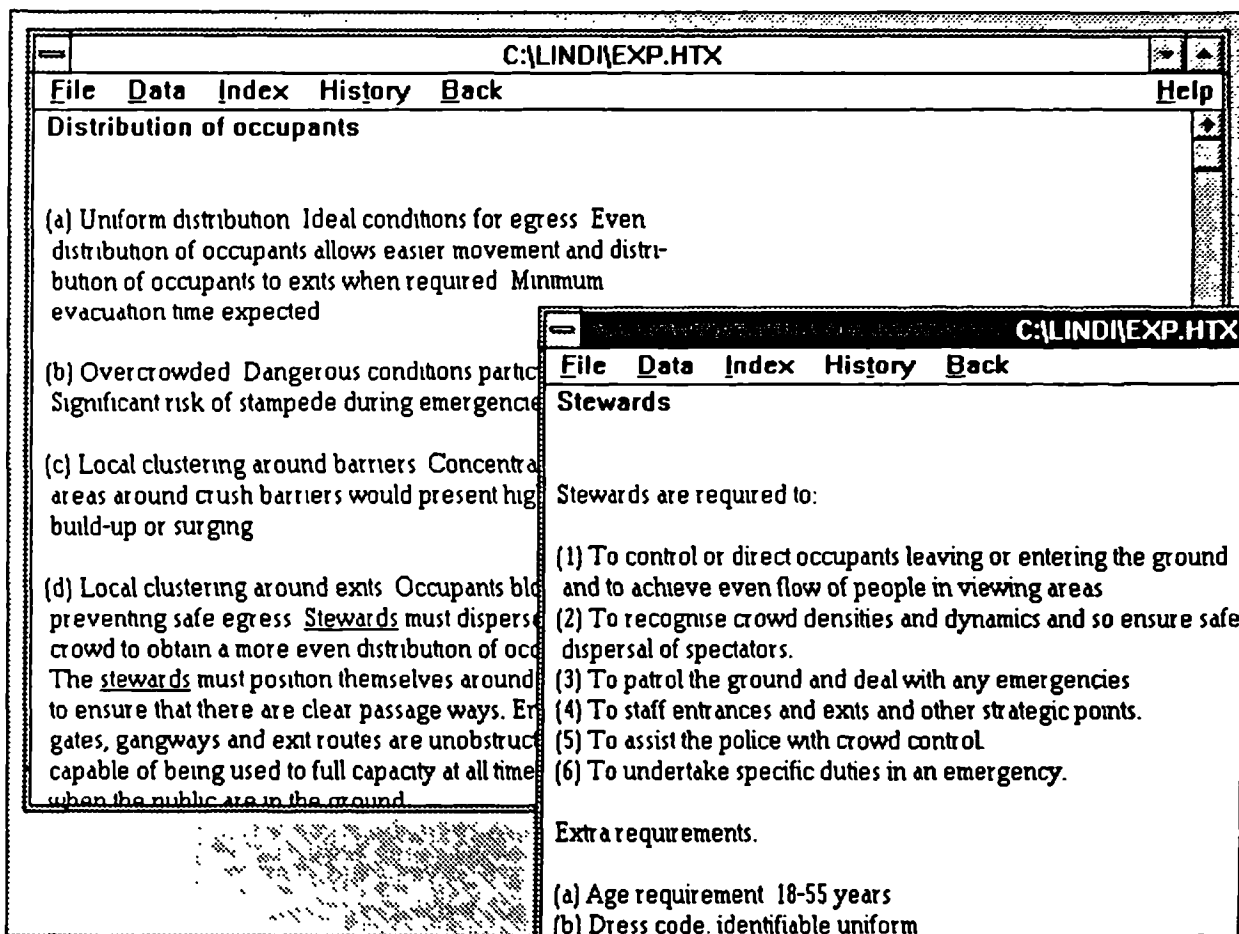 C:\LINDI\EXP.HTX
File Data Index History Back Help
Distribution of occupants
(a) Uniform distribution Ideal conditions for egress Even
distribution of occupants allows easier movement and distri-
bution of occupants to exits when required Minimum
evacuation time expected
(b) Overcrowded Dangerous conditions partic
Significant risk of stampede during emergencie
(c) Local clustering around barriers Concentra
areas around crush barriers would present hig
build-up or surging
(d) Local clustering around exits Occupants blo
preventing safe egress Stewards must disperse
crowd to obtain a more even distribution of occ
The stewards must position themselves around
to ensure that there are clear passage ways. En
gates, gangways and exit routes are unobstruct
capable of being used to full capacity at all time
when the public are in the ground
C:\LINDI\EXP.HTX
File Data Index History Back
Stewards
Stewards are required to:
(1) To control or direct occupants leaving or entering the ground
and to achieve even flow of people in viewing areas
(2) To recognise crowd densities and dynamics and so ensure safe
dispersal of spectators.
(3) To patrol the ground and deal with any emergencies
(4) To staff entrances and exits and other strategic points.
(5) To assist the police with crowd control.
(6) To undertake specific duties in an emergency.
Extra requirements.
(a) Age requirement 18-55 years
(b) Dress code, identifiable uniform